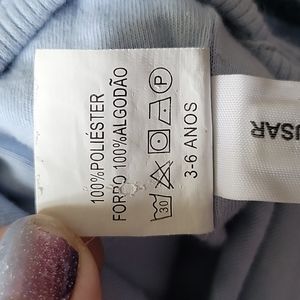 100%POLIÉSTER
FORRO 100%ALGODÃO
30 P
3-6 ANOS
USAR